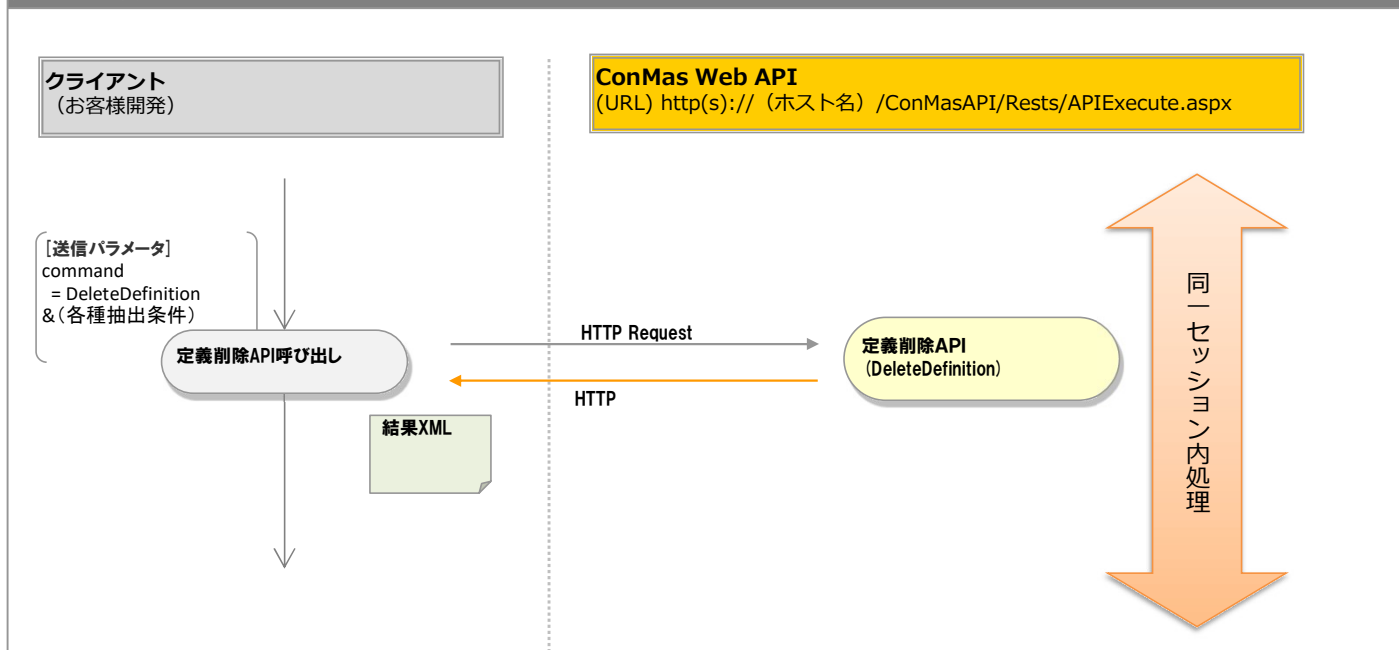 クライアント
（お客様開発）
ConMas Web API
(URL) http(s)://（ホスト名）/ConMasAPI/Rests/APIExecute.aspx
[送信パラメータ]
command
= DeleteDefinition
&（各種抽出条件）
定義削除API呼び出し
HTTP Request
HTTP
結果XML
定義削除API
（DeleteDefinition）
同一セッション内処理